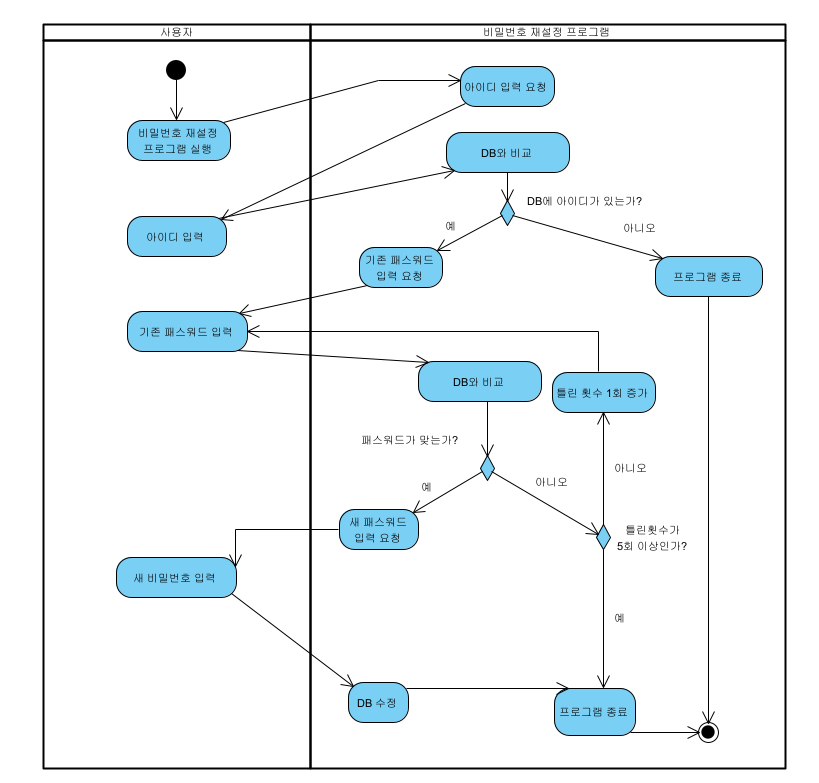 사용자
비밀번호 재설정 프로그램
아이디 입력 요청
비밀번호 재설정
프로그램 실행
DB와 비교
DB에 아이디가 있는가?
예
아니오
아이디 입력
기존 패스워드
입력 요청
프로그램 종료
기존 패스워드 입력
DB와 비교
틀린 횟수 1회 증가
패스워드가 맞는가?
아니오
예
아니오
새 패스워드
입력 요청
틀린횟수가
5회 이상인가?
새 비밀번호 입력
예
DB 수정
프로그램 종료